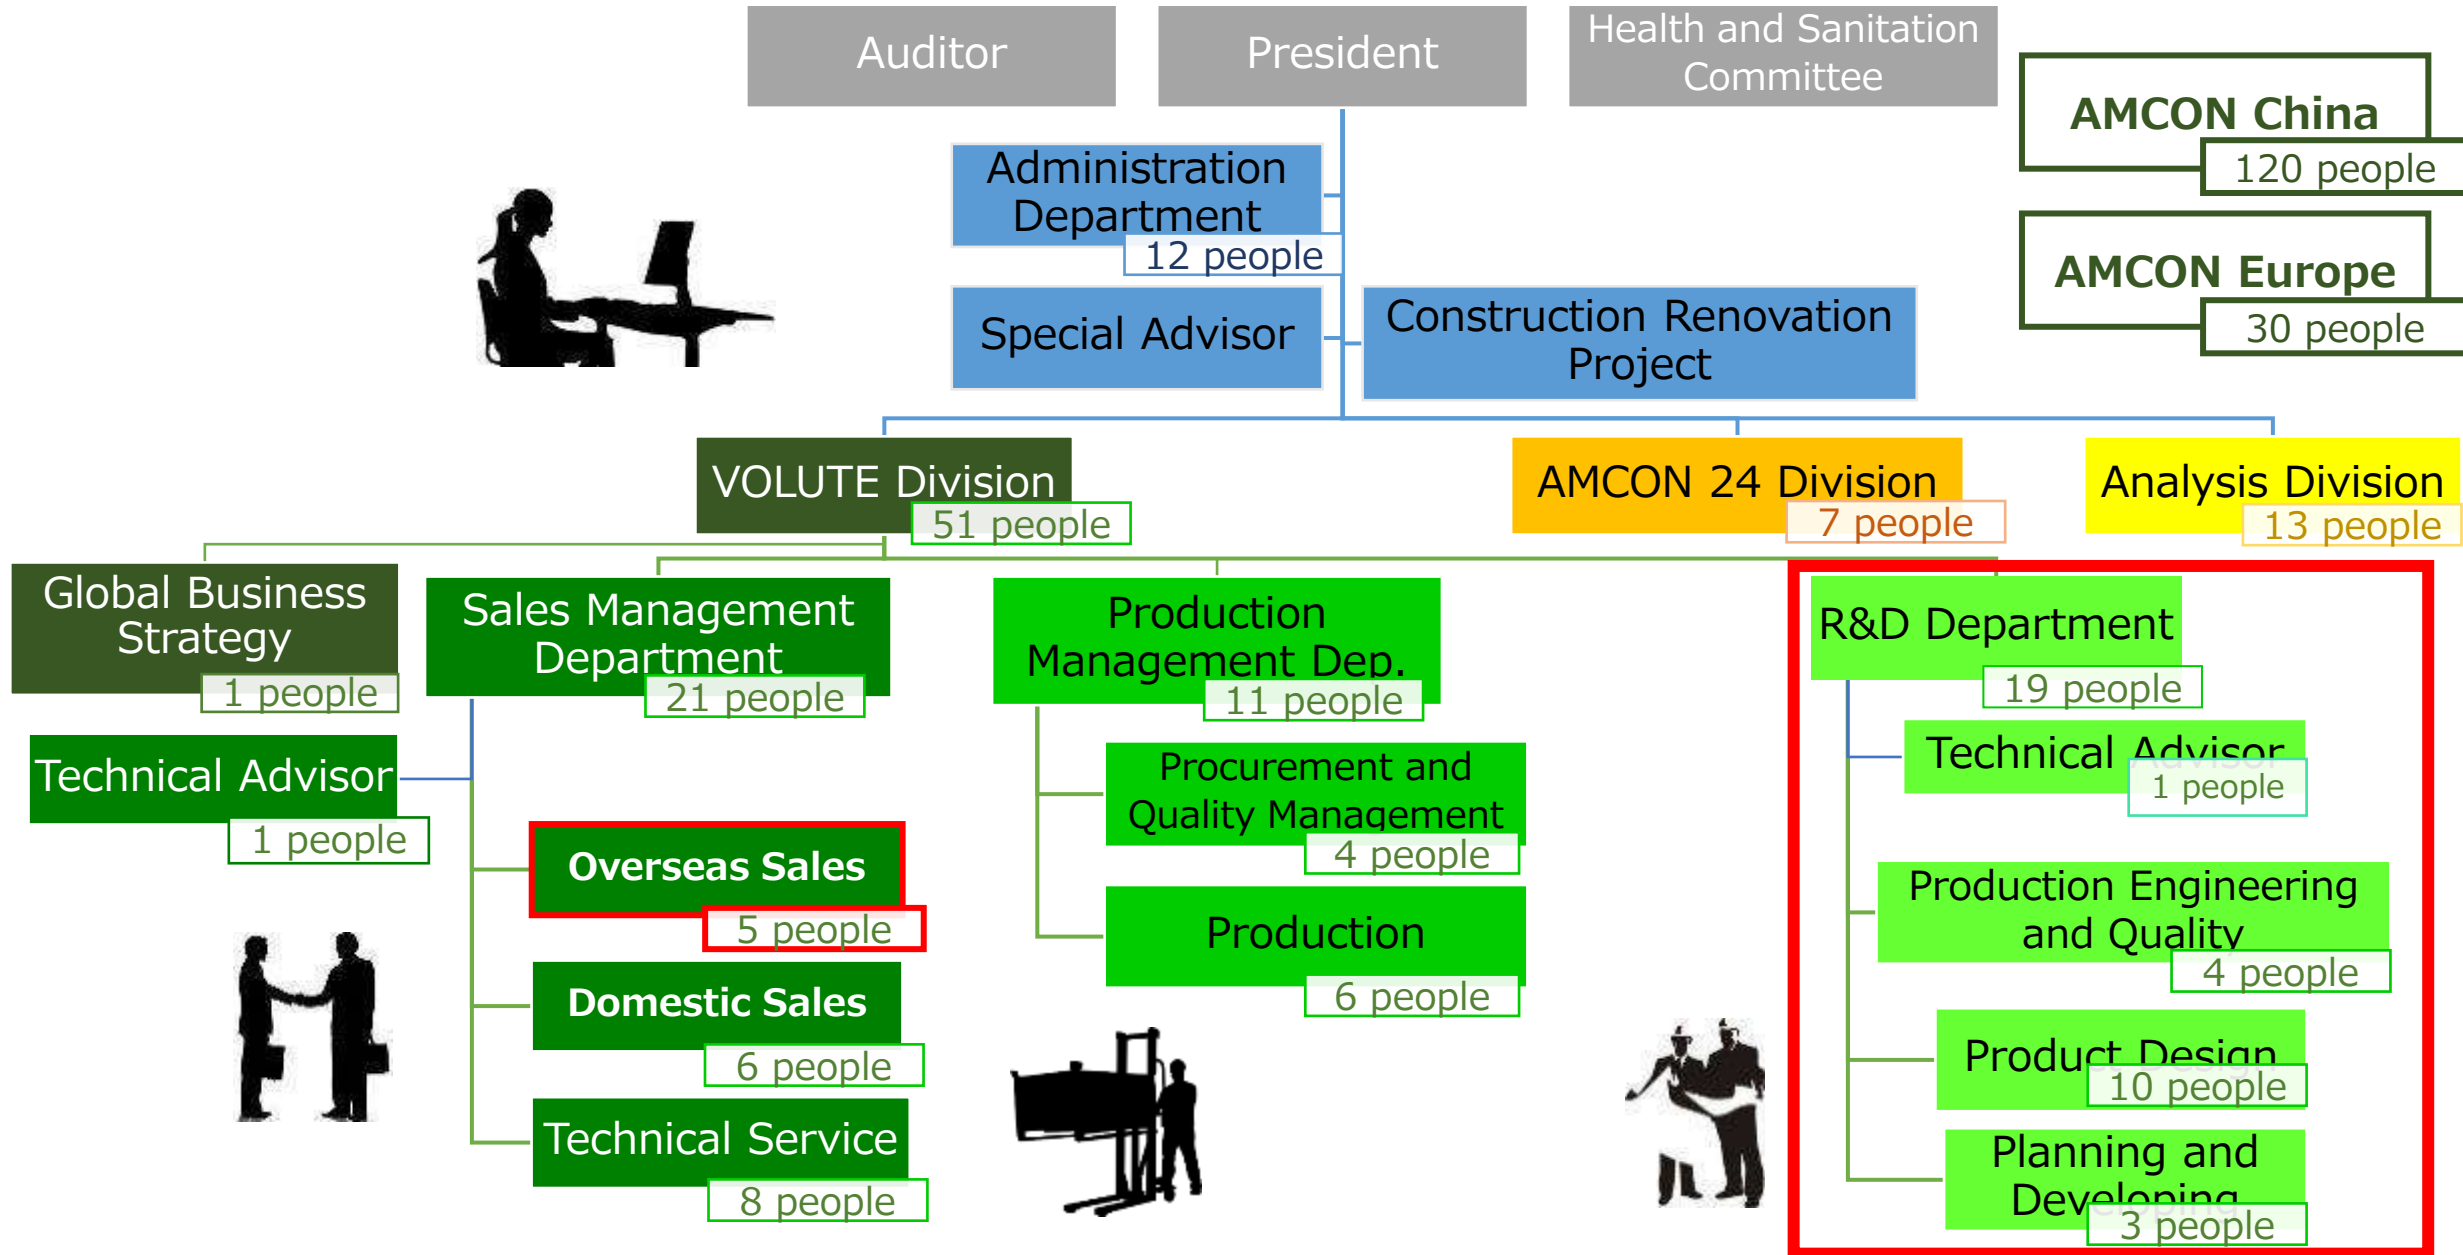 Auditor
President
Health and Sanitation
Committee
AMCON China
120 people
AMCON Europe
30 people
Administration
Department
12 people
Special Advisor
Construction Renovation
Project
VOLUTE Division
51 people
AMCON 24 Division
7 people
Analysis Division
13 people
Global Business
Strategy
1 people
Sales Management
Department
21 people
Technical Advisor
1 people
Overseas Sales
5 people
Domestic Sales
6 people
Technical Service
8 people
Production
Management Dep.
11 people
Procurement and
Quality Management
4 people
Production
6 people
R&D Department
19 people
Technical Advisor
1 people
Production Engineering
and Quality
4 people
Product Design
10 people
Planning and
Developing
3 people